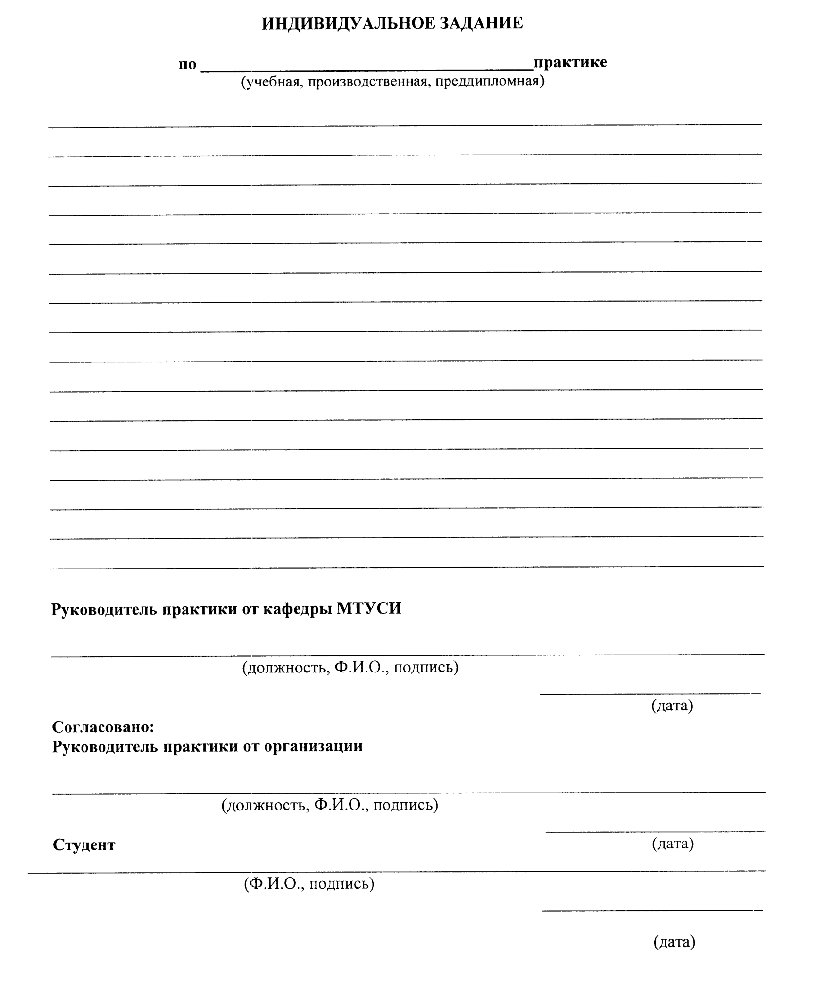 ИНДИВИДУАЛЬНОЕ ЗАДАНИЕ
по практике
(учебная, производственная, преддипломная)
Руководитель практики от кафедры МТУСИ
(должность, Ф.И.О., подпись)
(дата)
Согласовано:
Руководитель практики от организации
(должность, Ф.И.О., подпись)
Студент
(дата)
(Ф.И.О., подпись)
(дата)